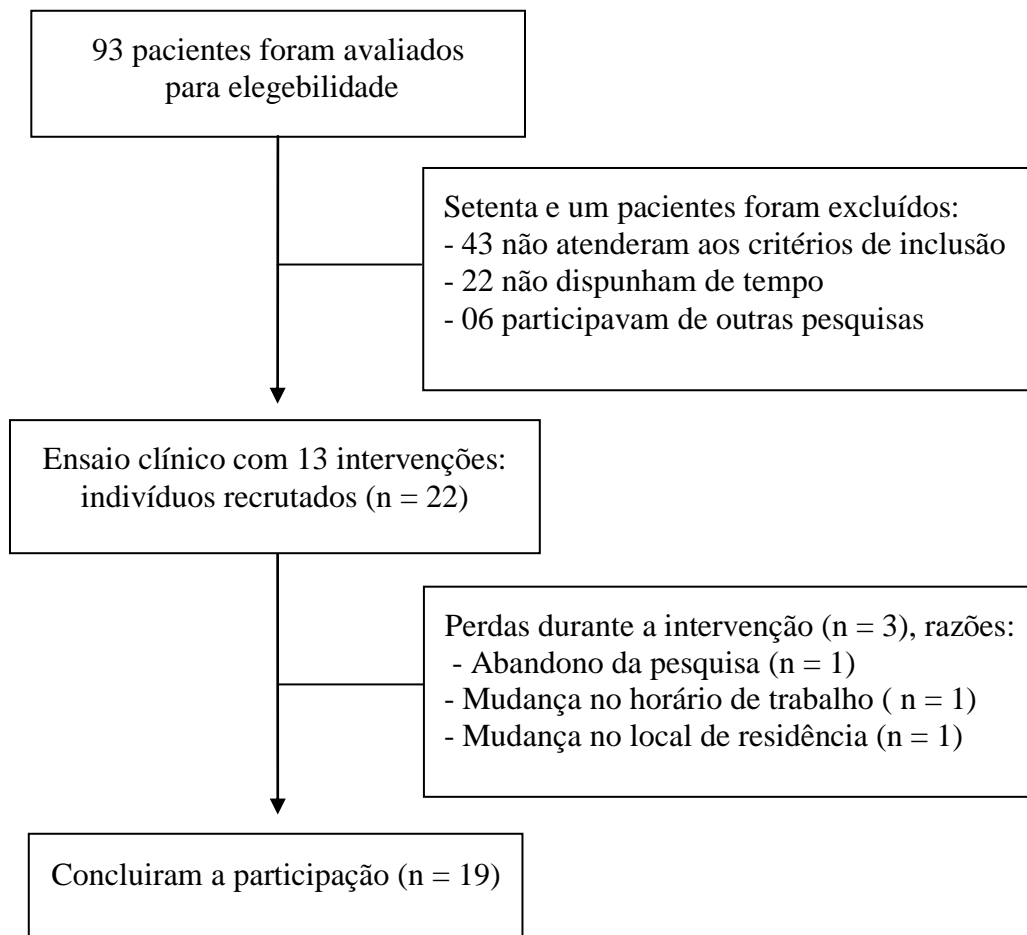 93 pacientes foram avaliados
para elegebilidade
Setenta e um pacientes foram excluídos:
- 43 não atenderam aos critérios de inclusão
- 22 não dispunham de tempo
- 06 participavam de outras pesquisas
Ensaio clínico com 13 intervenções:
indivíduos recrutados (n = 22)
Perdas durante a intervenção (n = 3), razões:
- Abandono da pesquisa (n = 1)
- Mudança no horário de trabalho ( n = 1)
- Mudança no local de residência (n = 1)
Concluiram a participação (n = 19)